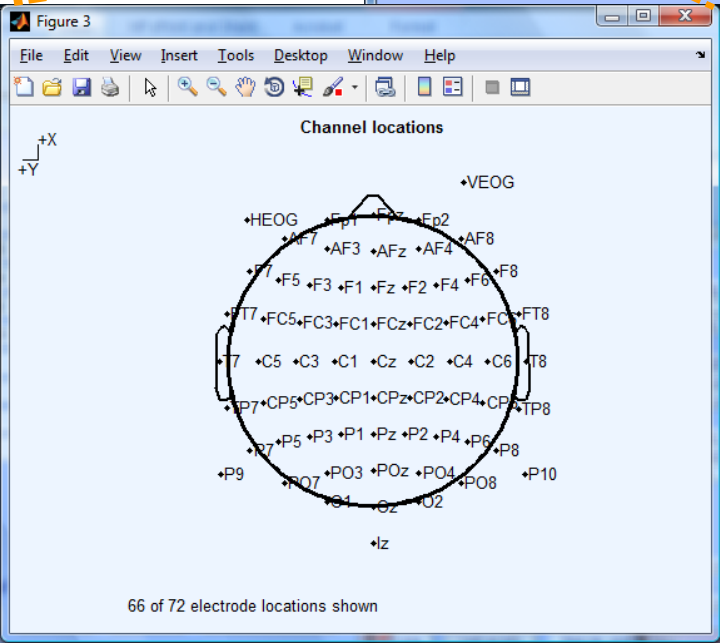 Figure 3
File Edit View Insert Tools Desktop Window Help
Channel locations
+X
+Y
VEOG
HEOG Fp1 Fpz Fp2
AF7 AF3 AFz AF4 AF8
F7 F5 F3 F1 Fz F2 F4 F6 F8
FT7 FC5 FC3 FC1 FCz FC2 FC4 FC6 FT8
T7 C5 C3 C1 Cz C2 C4 C6 T8
TP7 CP5 CP3 CP1 CPz CP2 CP4 CP6 TP8
P7 P5 P3 P1 Pz P2 P4 P6 P8
P9 PO7 PO3 POz PO4 PO8 P10
O1 Oz O2
Iz
66 of 72 electrode locations shown